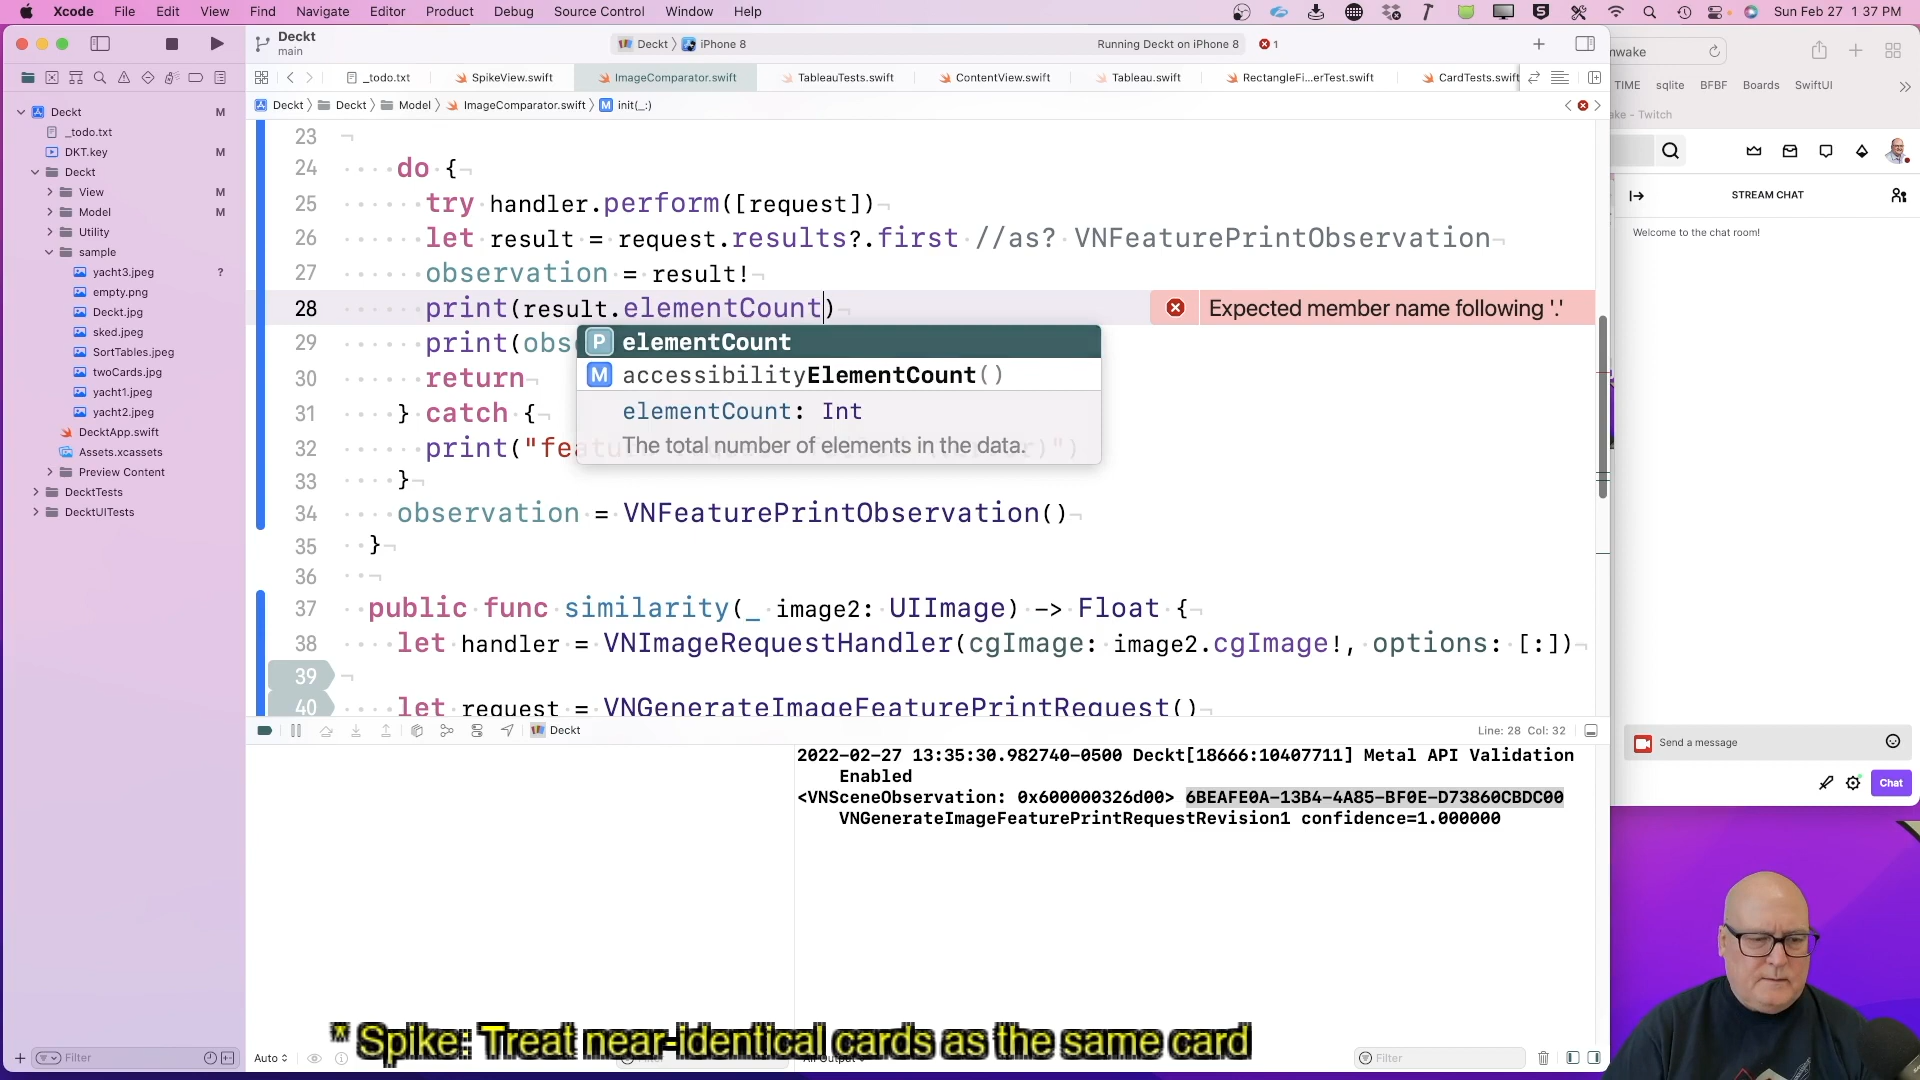 Xcode File Edit View Find Navigate Editor Product Debug Source Control Window Help
Sun Feb 27 1:37 PM
Deckt
main
Deckt 〉 iPhone 8
Running Deckt on iPhone 8
1
_todo.txt SpikeView.swift ImageComparator.swift TableauTests.swift ContentView.swift Tableau.swift RectangleFi...erTest.swift CardTests.swift
Deckt 〉 Deckt 〉 Model 〉 ImageComparator.swift 〉 M init(_:)
Deckt M
_todo.txt
DKT.key M
Deckt
View M
Model M
Utility
sample
yacht3.jpeg ?
empty.png
Deckt.jpg
sked.jpeg
SortTables.jpeg
twoCards.jpg
yacht1.jpeg
yacht2.jpeg
DecktApp.swift
Assets.xcassets
Preview Content
DecktTests
DecktUITests
Filter
23
24 do {
25 try handler.perform([request])
26 let result = request.results?.first //as? VNFeaturePrintObservation
27 observation = result!
28 print(result.elementCount)
Expected member name following '.'
29 print(obs
30 return
31 } catch {
32 print("featu
)")
33 }
34 observation = VNFeaturePrintObservation()
35 }
36
37 public func similarity(_ image2: UIImage) -> Float {
38 let handler = VNImageRequestHandler(cgImage: image2.cgImage!, options: [:])
39
40 let request = VNGenerateImageFeaturePrintRequest()
P elementCount
M accessibilityElementCount()
elementCount: Int
The total number of elements in the data.
Deckt
Line: 28 Col: 32
2022-02-27 13:35:30.982740-0500 Deckt[18666:10407711] Metal API Validation
Enabled
<VNSceneObservation: 0x600000326d00> 6BEAFE0A-13B4-4A85-BF0E-D73860CBDC00
VNGenerateImageFeaturePrintRequestRevision1 confidence=1.000000
Auto
Filter
* Spike: Treat near-identical cards as the same card
nwake
TIME sqlite BFBF Boards SwiftUI
ake - Twitch
STREAM CHAT
Welcome to the chat room!
Send a message
Chat